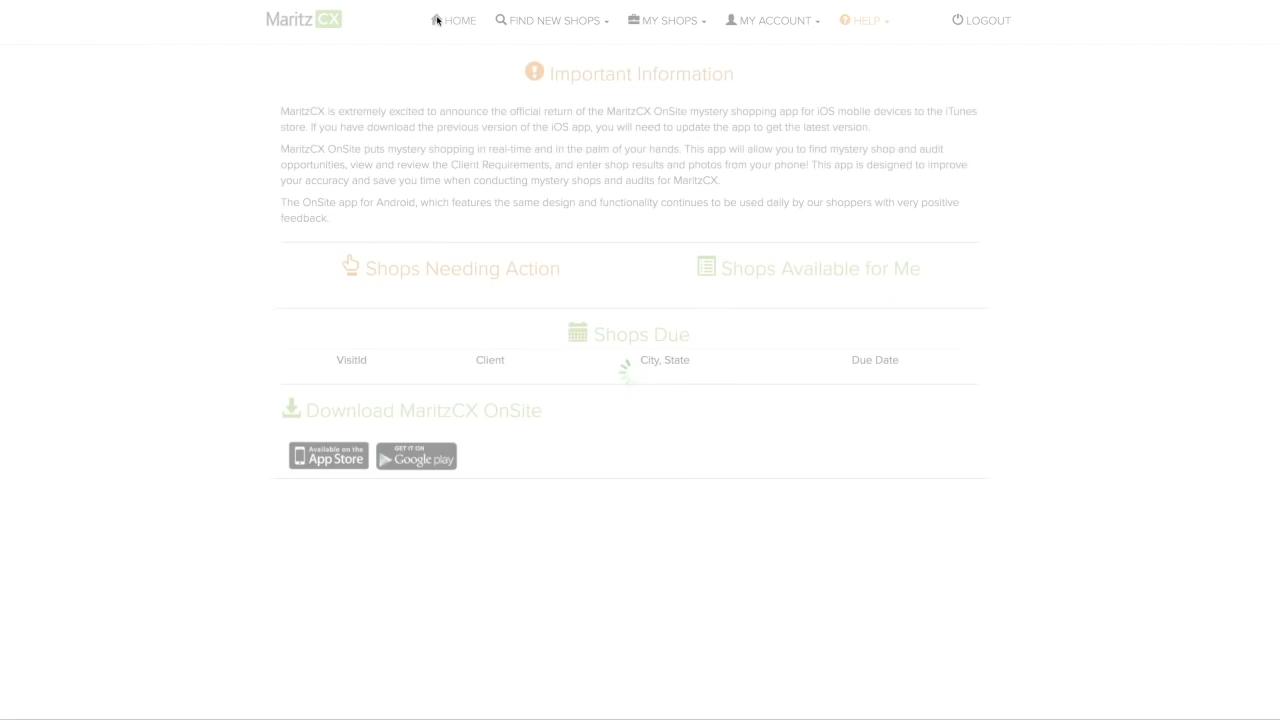 Maritz CX
HOME
FIND NEW SHOPS
MY SHOPS
MY ACCOUNT
HELP
LOGOUT
Important Information
MaritzCX is extremely excited to announce the official return of the MaritzCX OnSite mystery shopping app for iOS mobile devices to the iTunes
store. If you have download the previous version of the iOS app, you will need to update the app to get the latest version.
MaritzCX OnSite puts mystery shopping in real-time and in the palm of your hands. This app will allow you to find mystery shop and audit
opportunities, view and review the Client Requirements, and enter shop results and photos from your phone! This app is designed to improve
your accuracy and save you time when conducting mystery shops and audits for MaritzCX.
The OnSite app for Android, which features the same design and functionality continues to be used daily by our shoppers with very positive
feedback.
Shops Needing Action
Shops Available for Me
Shops Due
VisitId Client City, State Due Date
Download MaritzCX OnSite
Available on the
App Store
GET IT ON
Google play